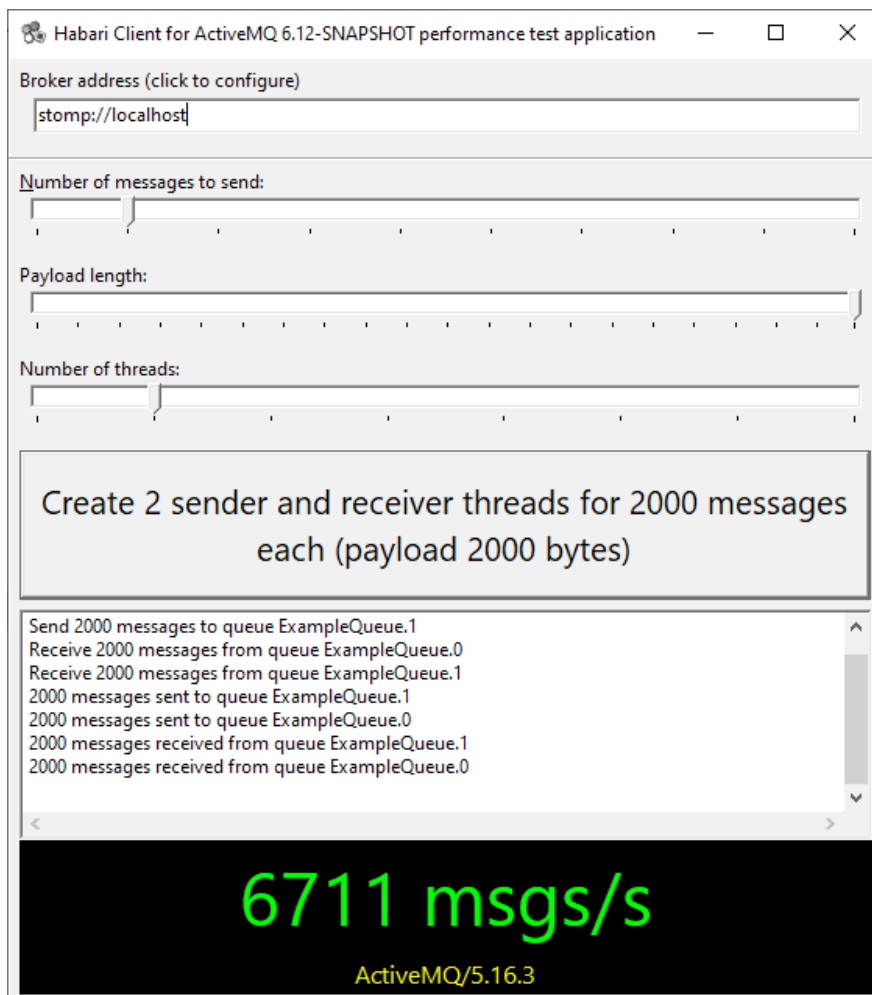 Habari Client for ActiveMQ 6.12-SNAPSHOT performance test application
Broker address (click to configure)
stomp://localhost
Number of messages to send:
Payload length:
Number of threads:
Create 2 sender and receiver threads for 2000 messages
each (payload 2000 bytes)
Send 2000 messages to queue ExampleQueue.1
Receive 2000 messages from queue ExampleQueue.0
Receive 2000 messages from queue ExampleQueue.1
2000 messages sent to queue ExampleQueue.1
2000 messages sent to queue ExampleQueue.0
2000 messages received from queue ExampleQueue.1
2000 messages received from queue ExampleQueue.0
6711 msgs/s
ActiveMQ/5.16.3